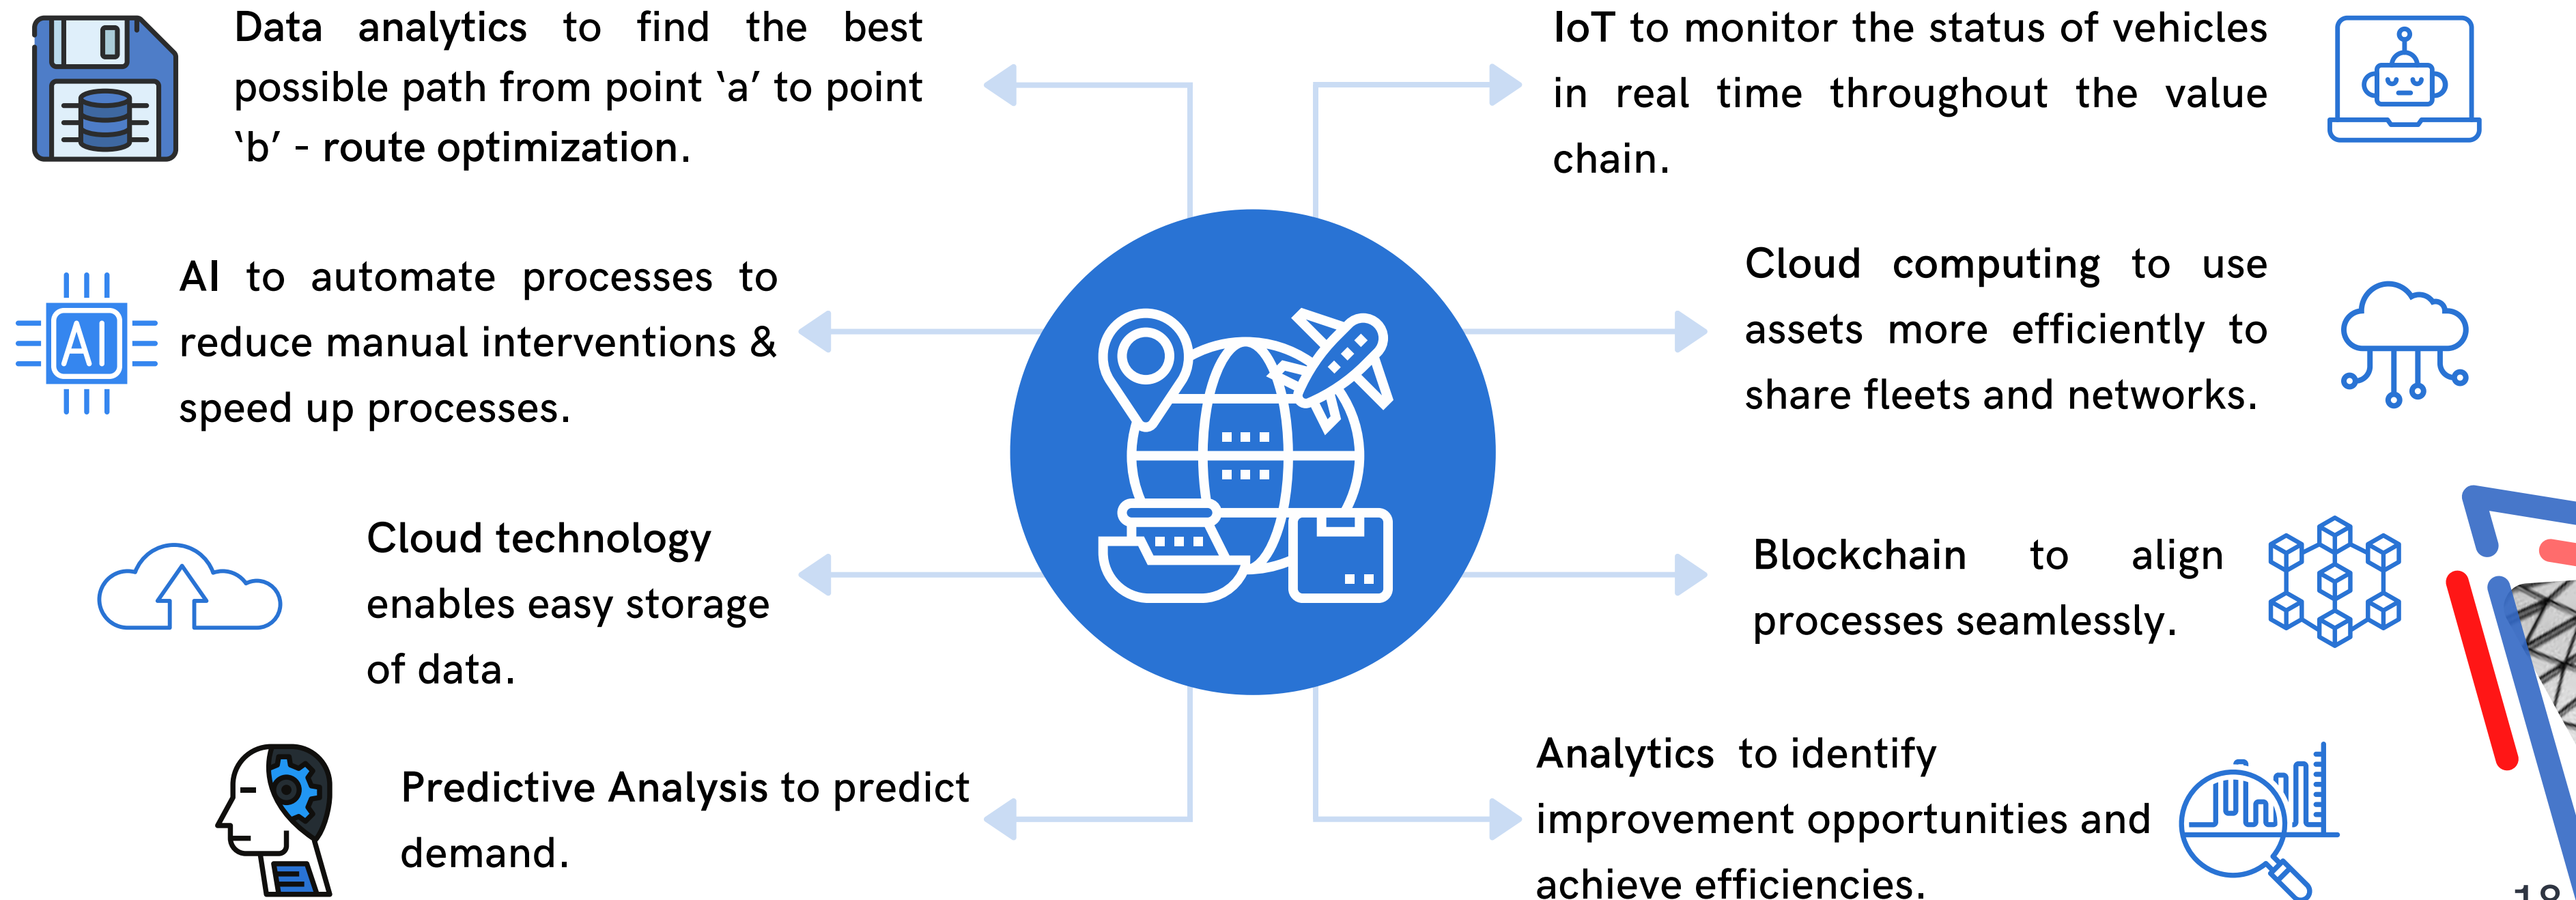 Data analytics to find the best
possible path from point ‘a’ to point
‘b’ - route optimization.
AI to automate processes to
reduce manual interventions &
speed up processes.
AI
Cloud technology
enables easy storage
of data.
Predictive Analysis to predict
demand.
IoT to monitor the status of vehicles
in real time throughout the value
chain.
Cloud computing to use
assets more efficiently to
share fleets and networks.
Blockchain to align
processes seamlessly.
Analytics to identify
improvement opportunities and
achieve efficiencies.